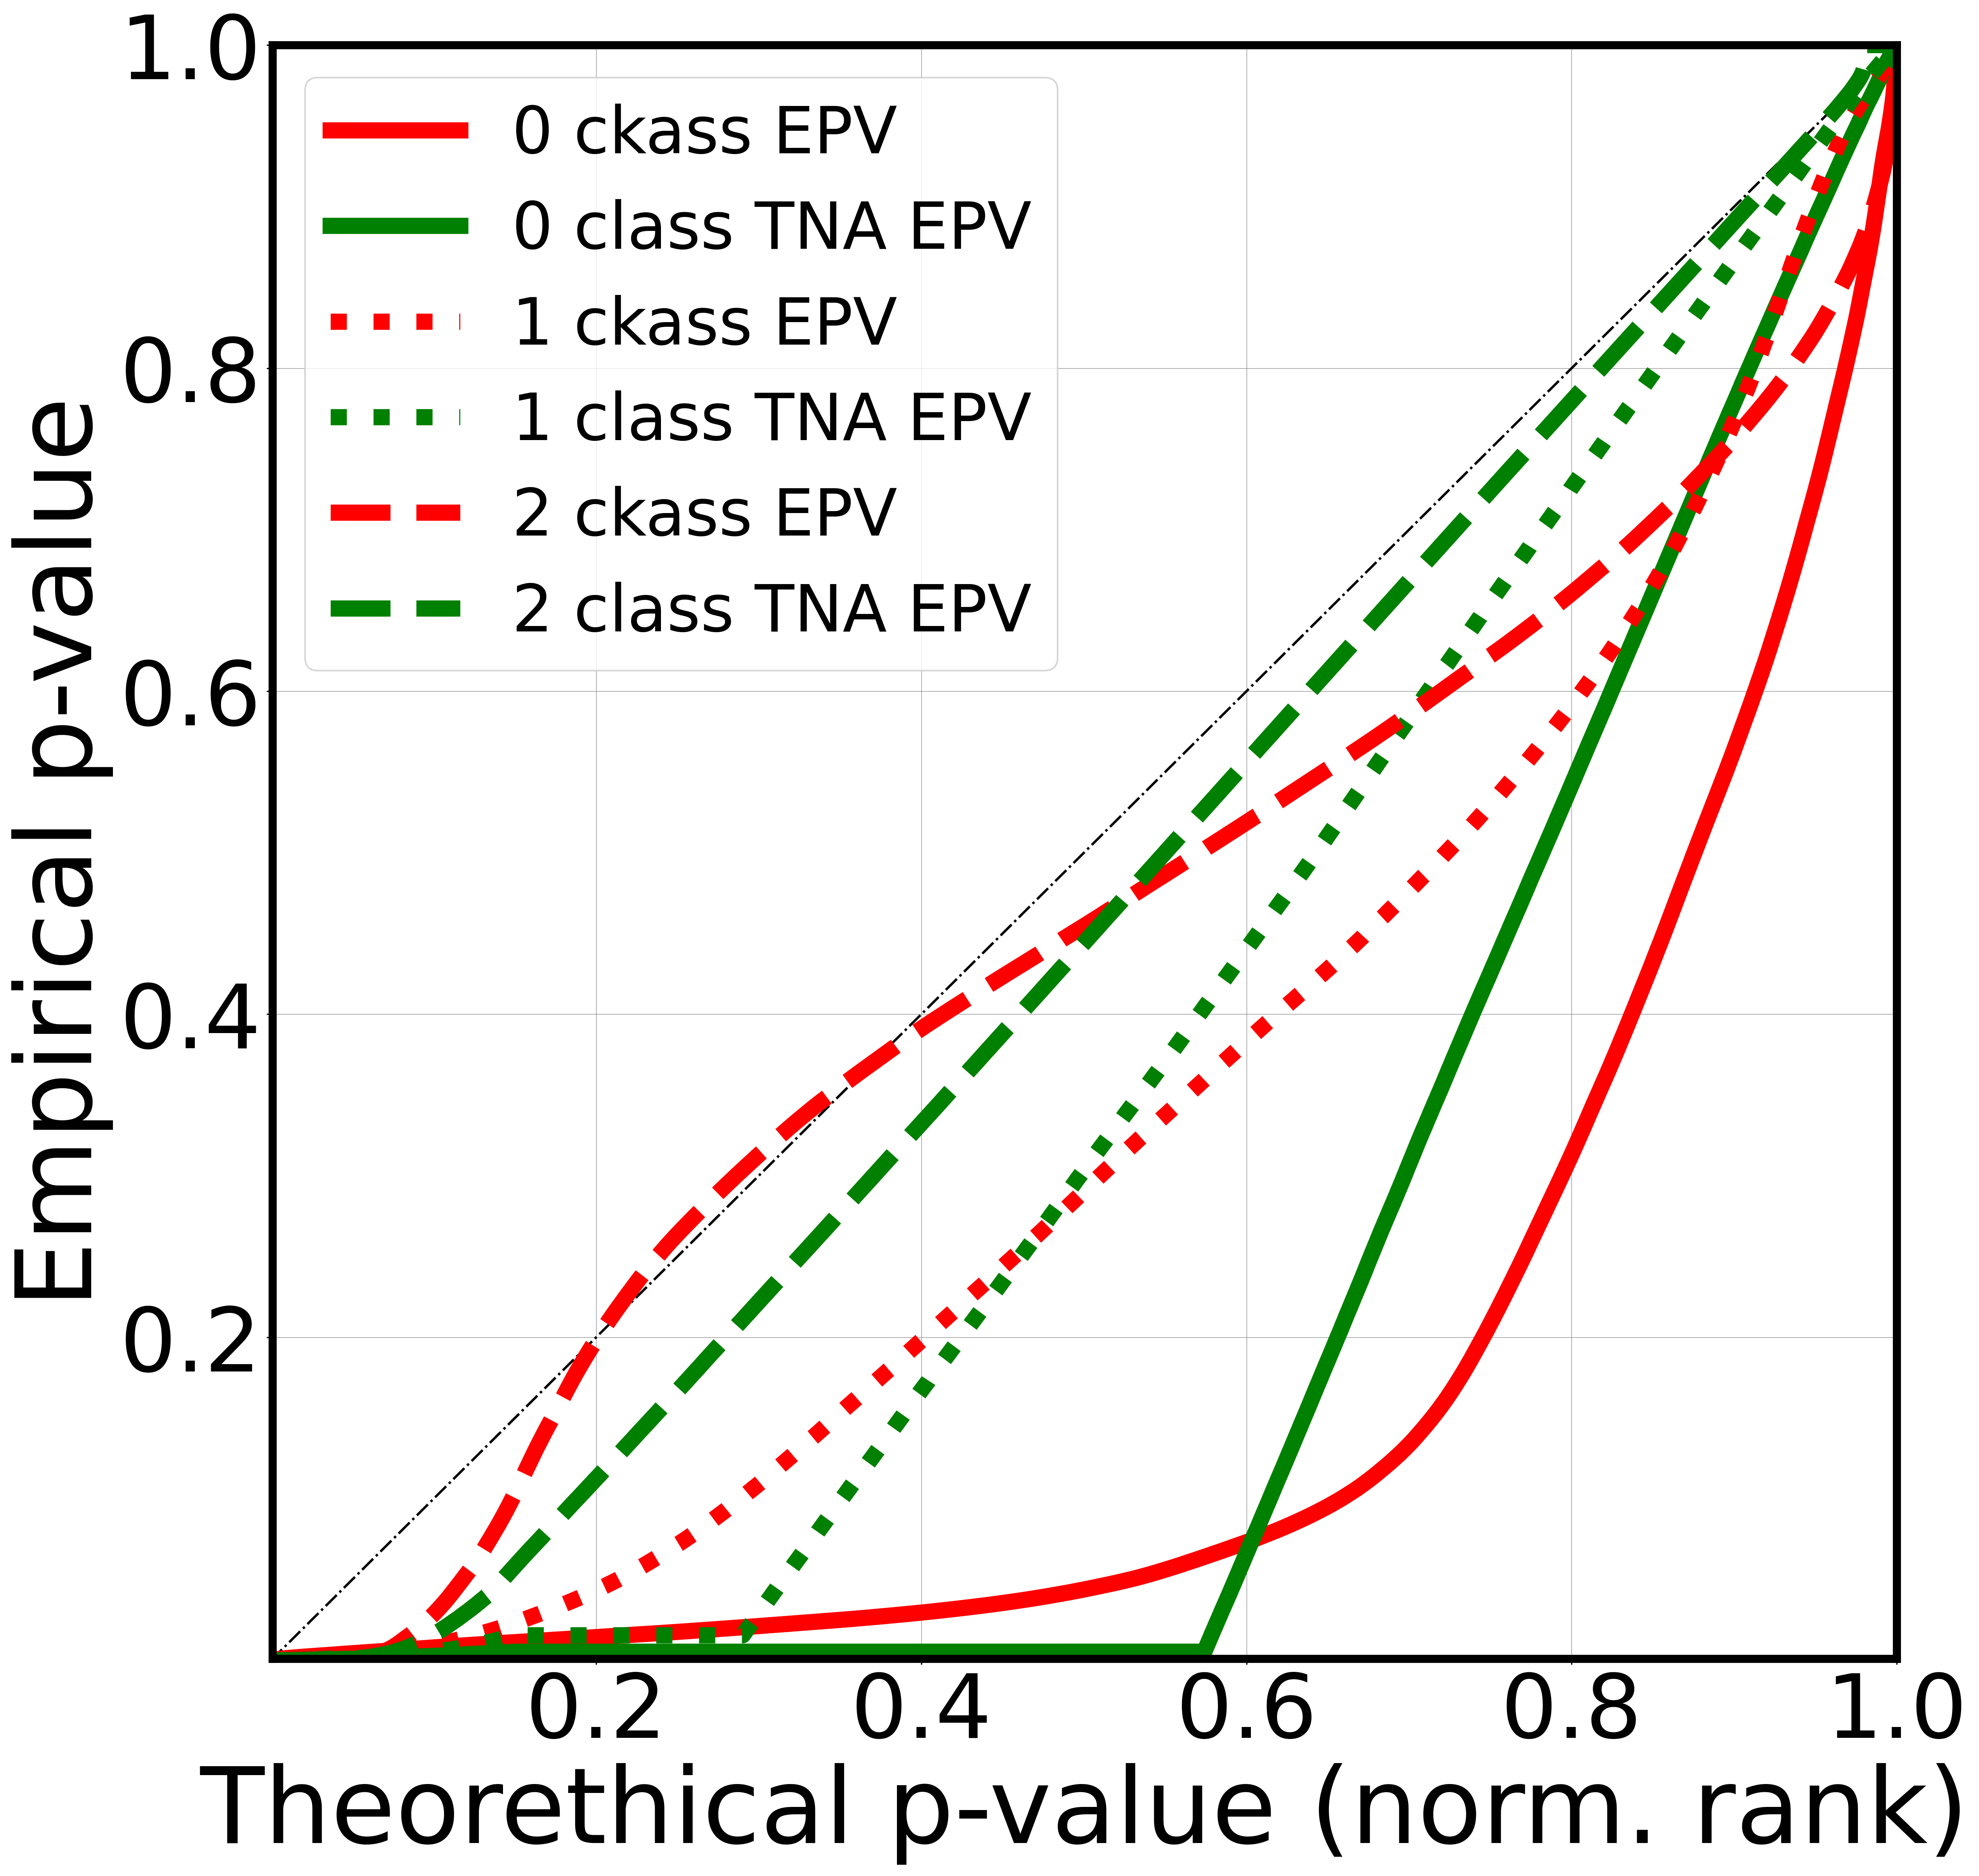 1.0
0 ckass EPV
0 class TNA EPV
1 ckass EPV
1 class TNA EPV
2 ckass EPV
2 class TNA EPV
0.8
0.6
0.4
0.2
Empirical p-value
0.2 0.4 0.6 0.8 1.0
Theorethical p-value (norm. rank)